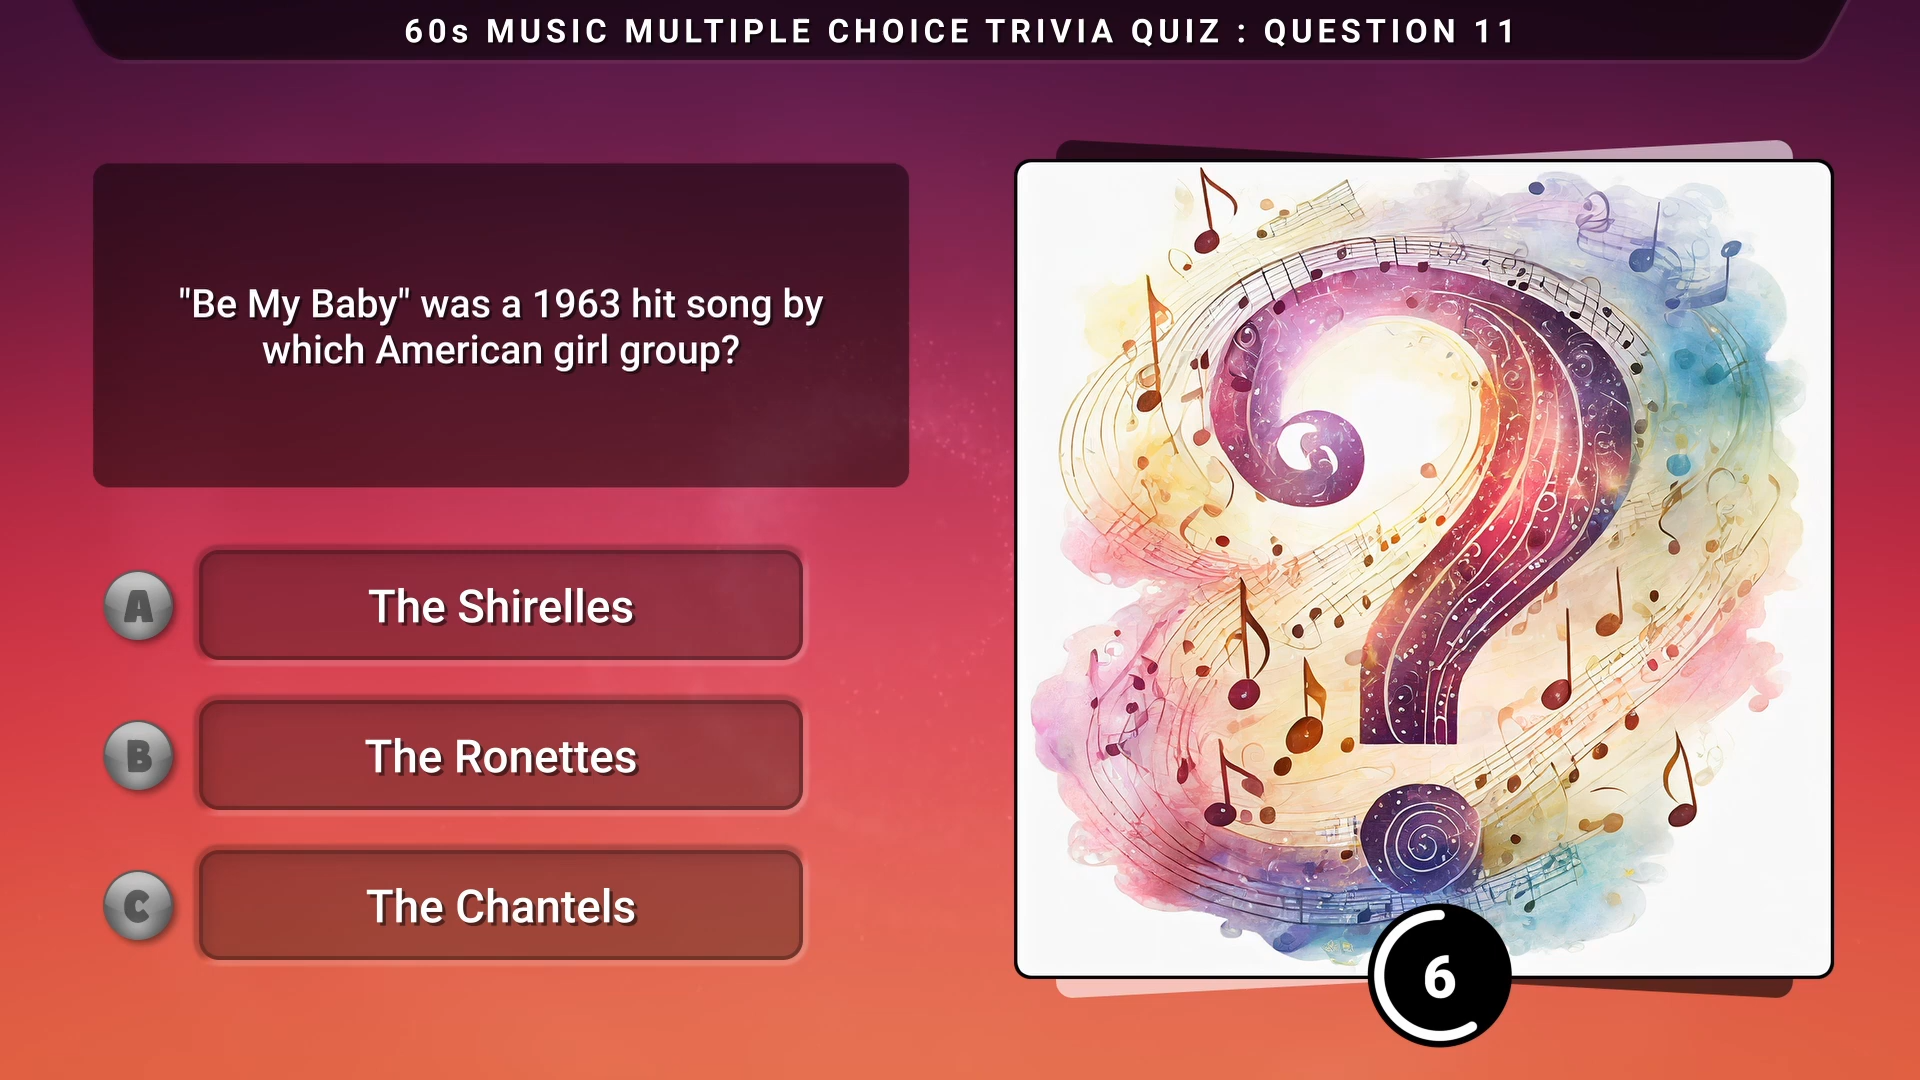 60s MUSIC MULTIPLE CHOICE TRIVIA QUIZ : QUESTION 11
"Be My Baby" was a 1963 hit song by
which American girl group?
A The Shirelles
B The Ronettes
C The Chantels
6